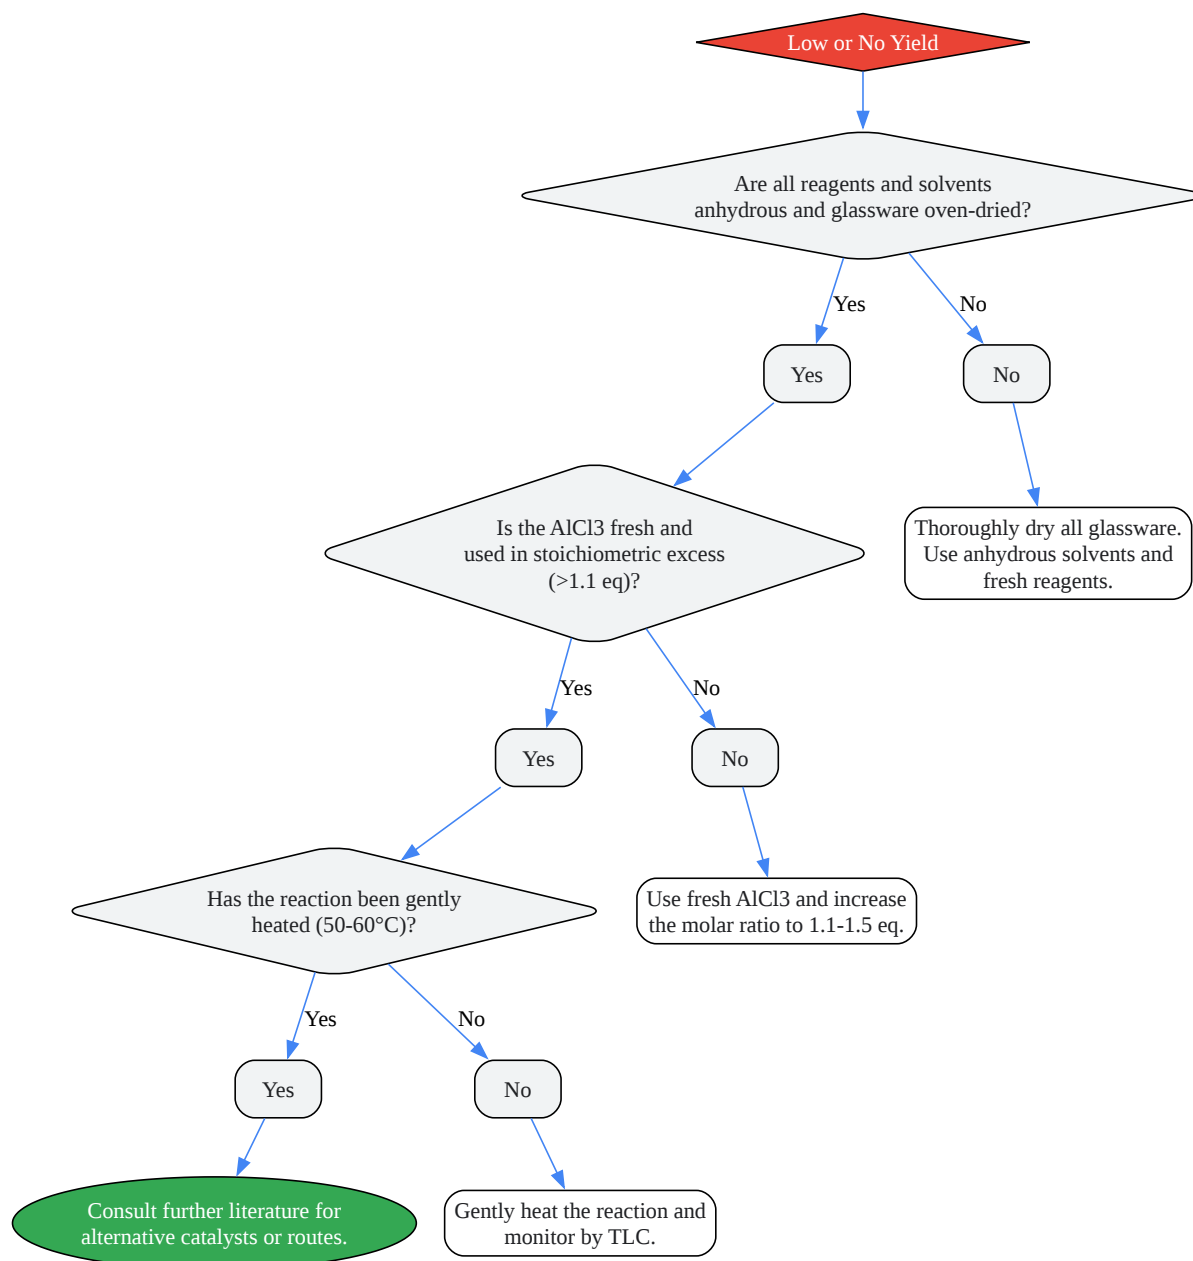 Low or No Yield
Are all reagents and solvents
anhydrous and glassware oven-dried?
Yes
No
Yes
No
Is the AlCl3 fresh and
used in stoichiometric excess
(>1.1 eq)?
Thoroughly dry all glassware.
Use anhydrous solvents and
fresh reagents.
Yes
No
Yes
No
Has the reaction been gently
heated (50-60°C)?
Use fresh AlCl3 and increase
the molar ratio to 1.1-1.5 eq.
Yes
No
Yes
No
Consult further literature for
alternative catalysts or routes.
Gently heat the reaction and
monitor by TLC.